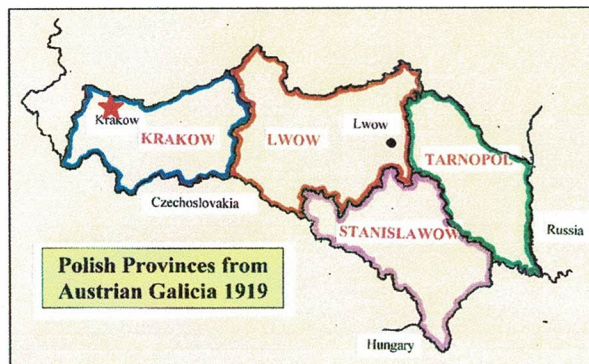 Krakow
KRAKOW
LWOW
Lwow
TARNOPOL
Czechoslovakia
STANISLAWOW
Russia
Polish Provinces from
Austrian Galicia 1919
Hungary